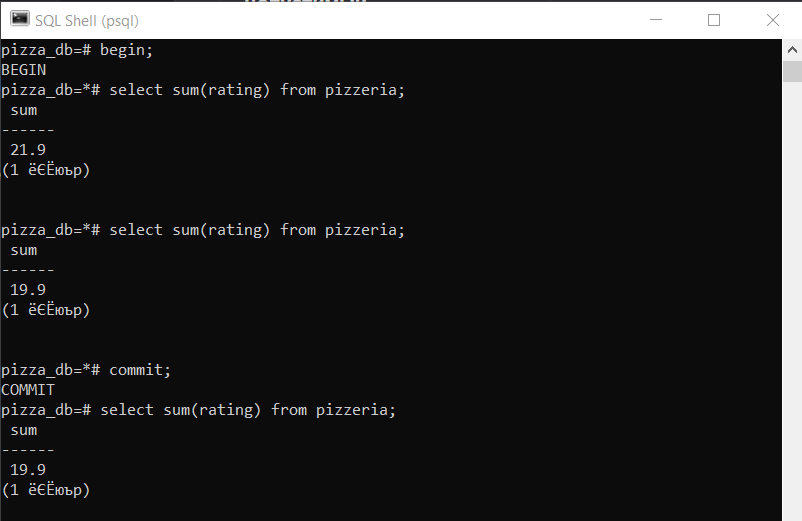 SQL Shell (psql)
pizza_db=# begin;
BEGIN
pizza_db=*# select sum(rating) from pizzeria;
sum
------
21.9
(1 ёЄЁюър)
pizza_db=*# select sum(rating) from pizzeria;
sum
------
19.9
(1 ёЄЁюър)
pizza_db=*# commit;
COMMIT
pizza_db=# select sum(rating) from pizzeria;
sum
------
19.9
(1 ёЄЁюър)